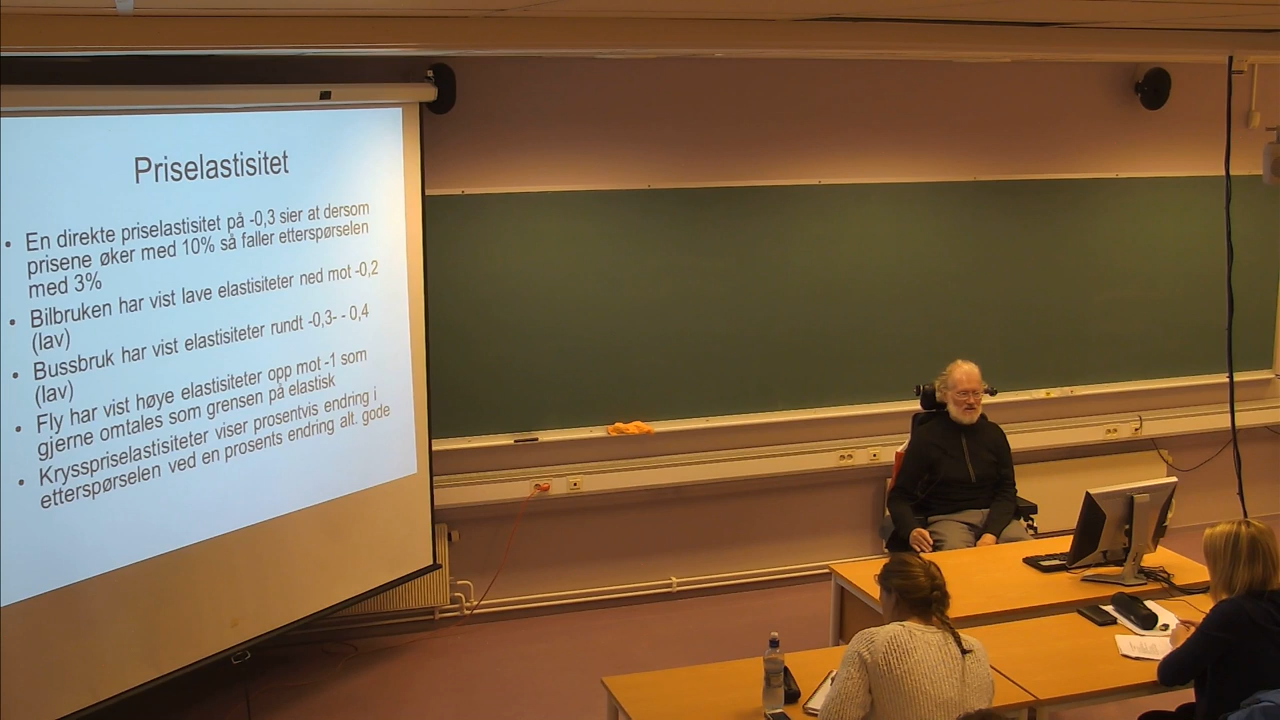 Priselastisitet
• En direkte priselastisitet på -0,3 sier at dersom
prisene øker med 10% så faller etterspørselen
med 3%
• Bilbruken har vist lave elastisiteter ned mot -0,2
(lav)
• Bussbruk har vist elastisiteter rundt -0,3- - 0,4
(lav)
• Fly har vist høye elastisiteter opp mot -1 som
gjerne omtales som grensen på elastisk
• Krysspriselastisiteter viser prosentvis endring i
etterspørselen ved en prosents endring alt. gode